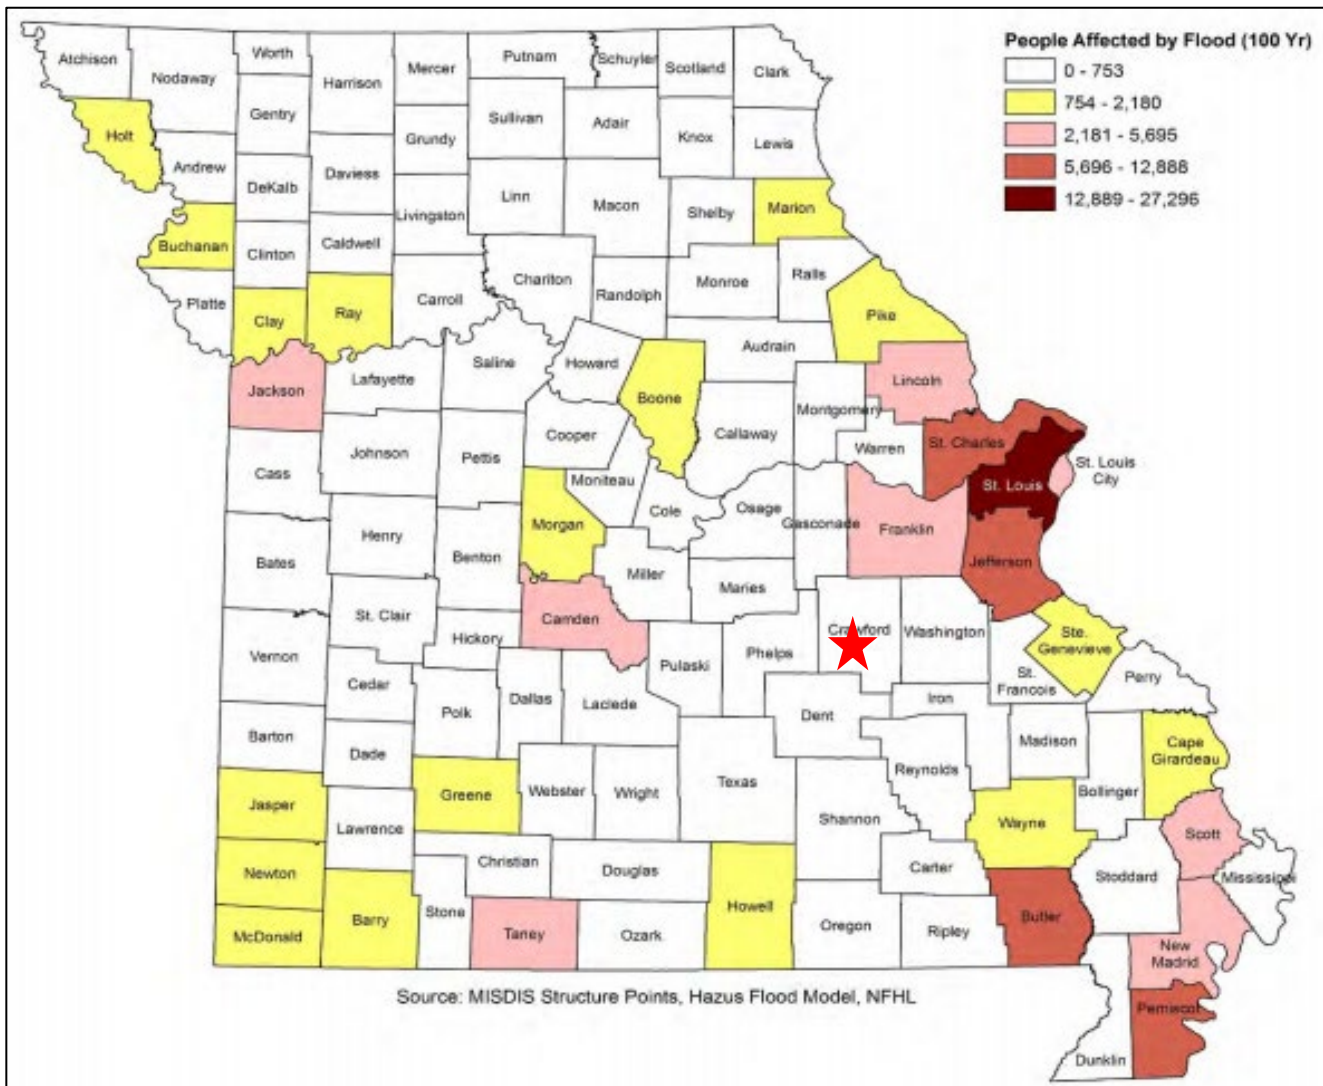 People Affected by Flood (100 Yr)
0 - 753
754 - 2,180
2,181 - 5,695
5,696 - 12,888
12,889 - 27,296
Atchison
Nodaway
Worth
Harrison
Mercer
Putnam
Schuyler
Scotland
Clark
Holt
Gentry
Sullivan
Adair
Knox
Lewis
Andrew
DeKalb
Daviess
Grundy
Linn
Macon
Shelby
Marion
Buchanan
Clinton
Caldwell
Livingston
Chariton
Randolph
Monroe
Ralls
Platte
Clay
Ray
Carroll
Pike
Jackson
Lafayette
Saline
Howard
Boone
Audrain
Lincoln
Montgomery
Callaway
Warren
St. Charles
St. Louis
St. Louis
City
Cass
Johnson
Pettis
Cooper
Moniteau
Cole
Osage
Gasconade
Franklin
Jefferson
Bates
Henry
Benton
Morgan
Miller
Maries
Camden
St. Clair
Hickory
Vernon
Cedar
Polk
Dallas
Laclede
Pulaski
Phelps
Crawford
Washington
Ste.
Genevieve
St.
Francois
Perry
Barton
Dade
Dent
Iron
Madison
Cape
Girardeau
Reynolds
Bollinger
Jasper
Greene
Webster
Wright
Texas
Shannon
Wayne
Scott
Lawrence
Christian
Douglas
Carter
Stoddard
Mississippi
Newton
Barry
Stone
Taney
Ozark
Howell
Oregon
Ripley
Butler
New
Madrid
McDonald
Pemiscot
Dunklin
Source: MISDIS Structure Points, Hazus Flood Model, NFHL